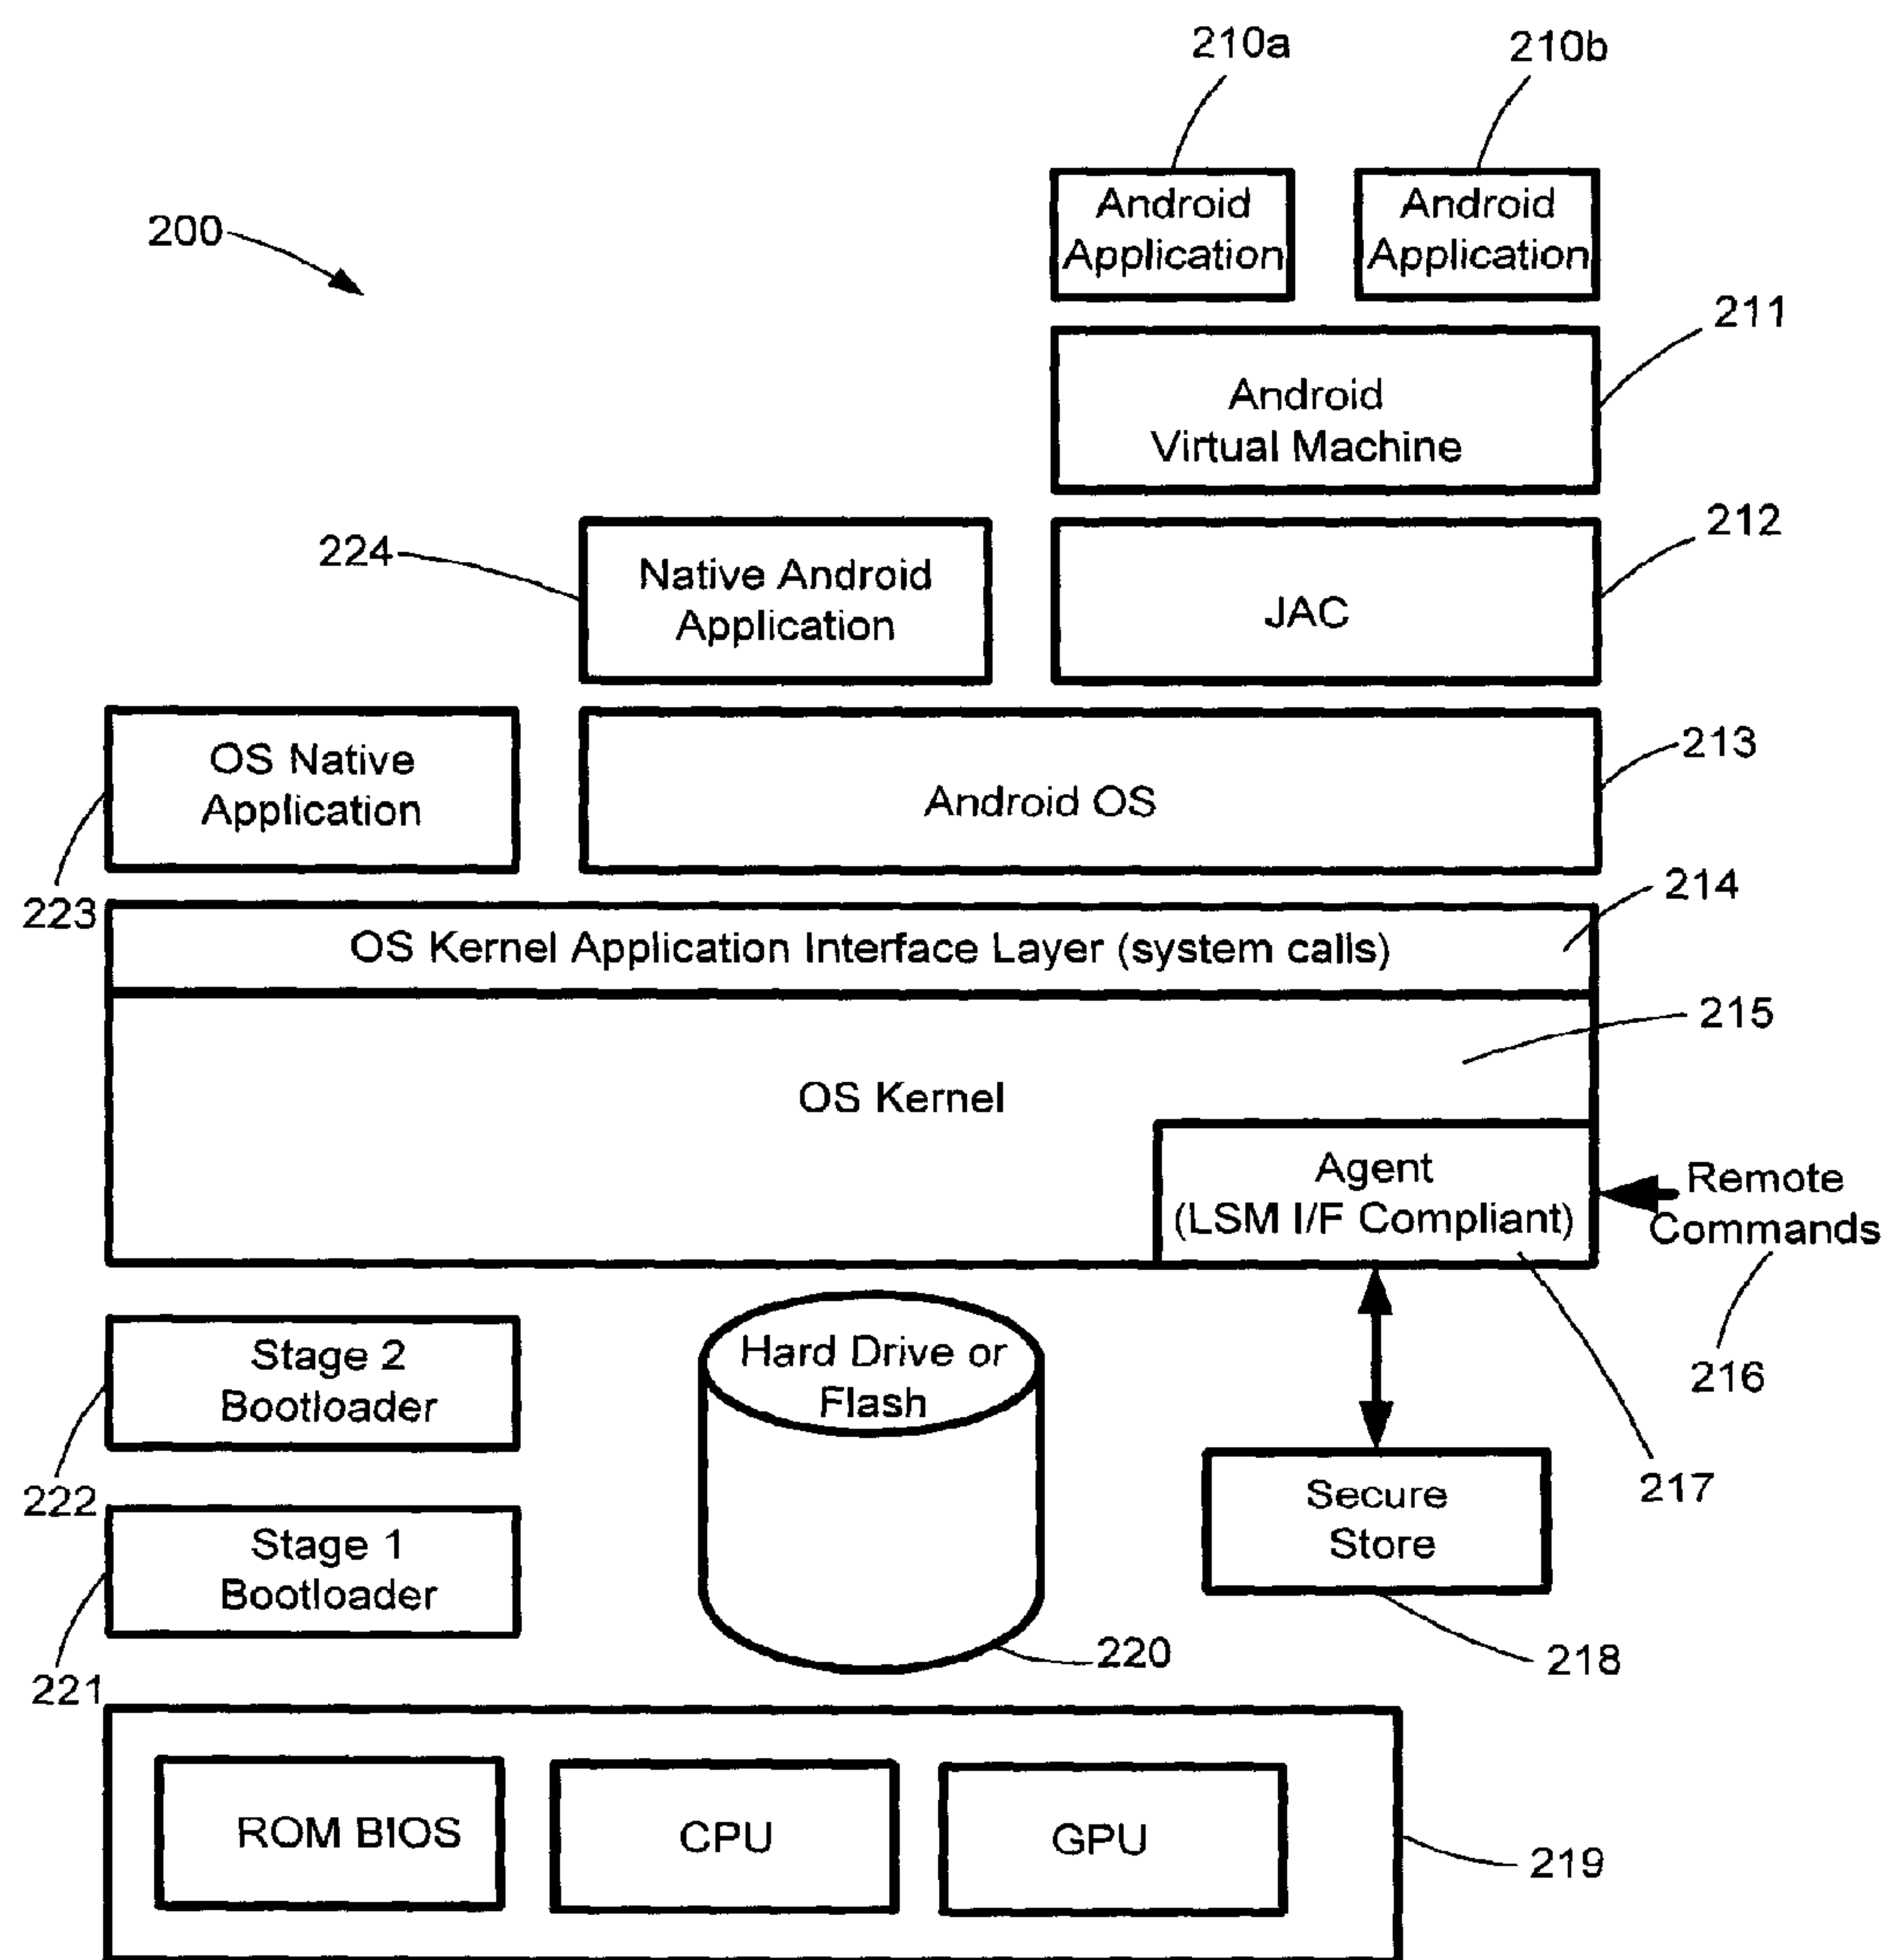 210a
210b
Android
Application
Android
Application
200
211
Android
Virtual Machine
212
224
Native Android
Application
JAC
OS Native
Application
213
Android OS
223
214
OS Kernel Application Interface Layer (system calls)
215
OS Kernel
Agent
(LSM I/F Compliant)
Remote
Commands
216
Stage 2
Bootloader
Hard Drive or
Flash
222
217
Secure
Store
Stage 1
Bootloader
221
220
218
ROM BIOS
CPU
GPU
219